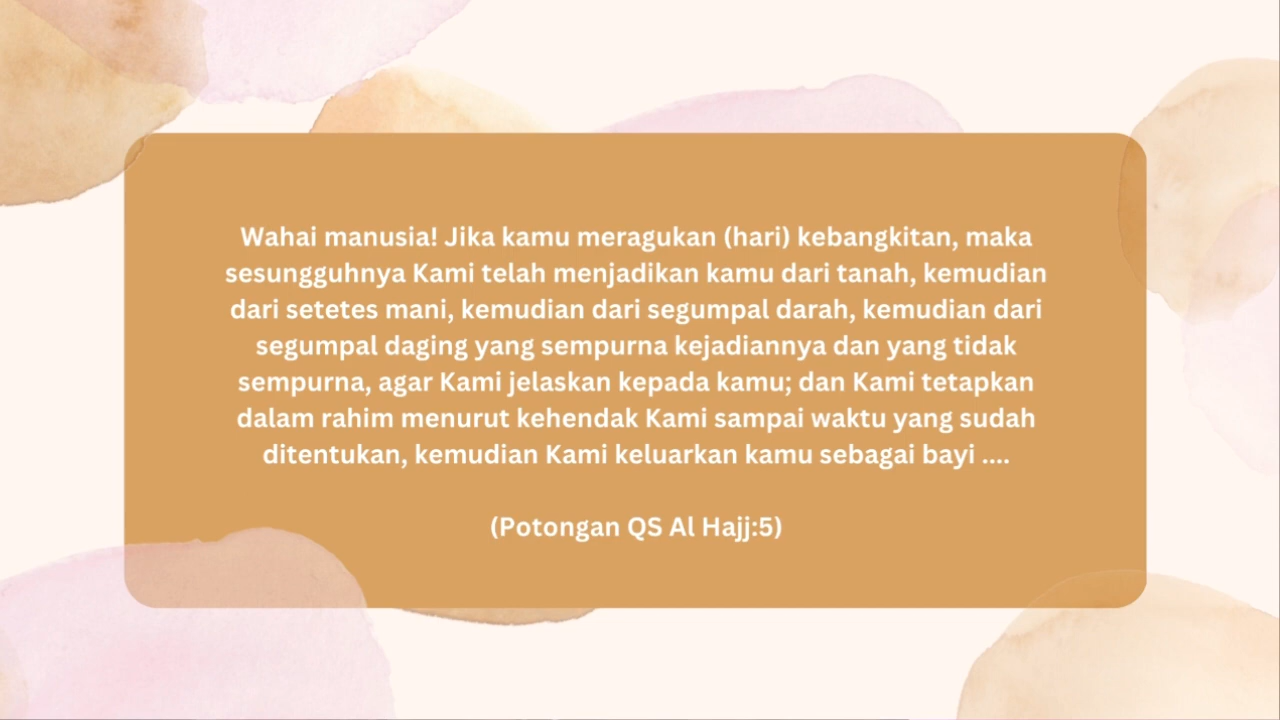 Wahai manusia! Jika kamu meragukan (hari) kebangkitan, maka
sesungguhnya Kami telah menjadikan kamu dari tanah, kemudian
dari setetes mani, kemudian dari segumpal darah, kemudian dari
segumpal daging yang sempurna kejadiannya dan yang tidak
sempurna, agar Kami jelaskan kepada kamu; dan Kami tetapkan
dalam rahim menurut kehendak Kami sampai waktu yang sudah
ditentukan, kemudian Kami keluarkan kamu sebagai bayi ....
(Potongan QS Al Hajj:5)